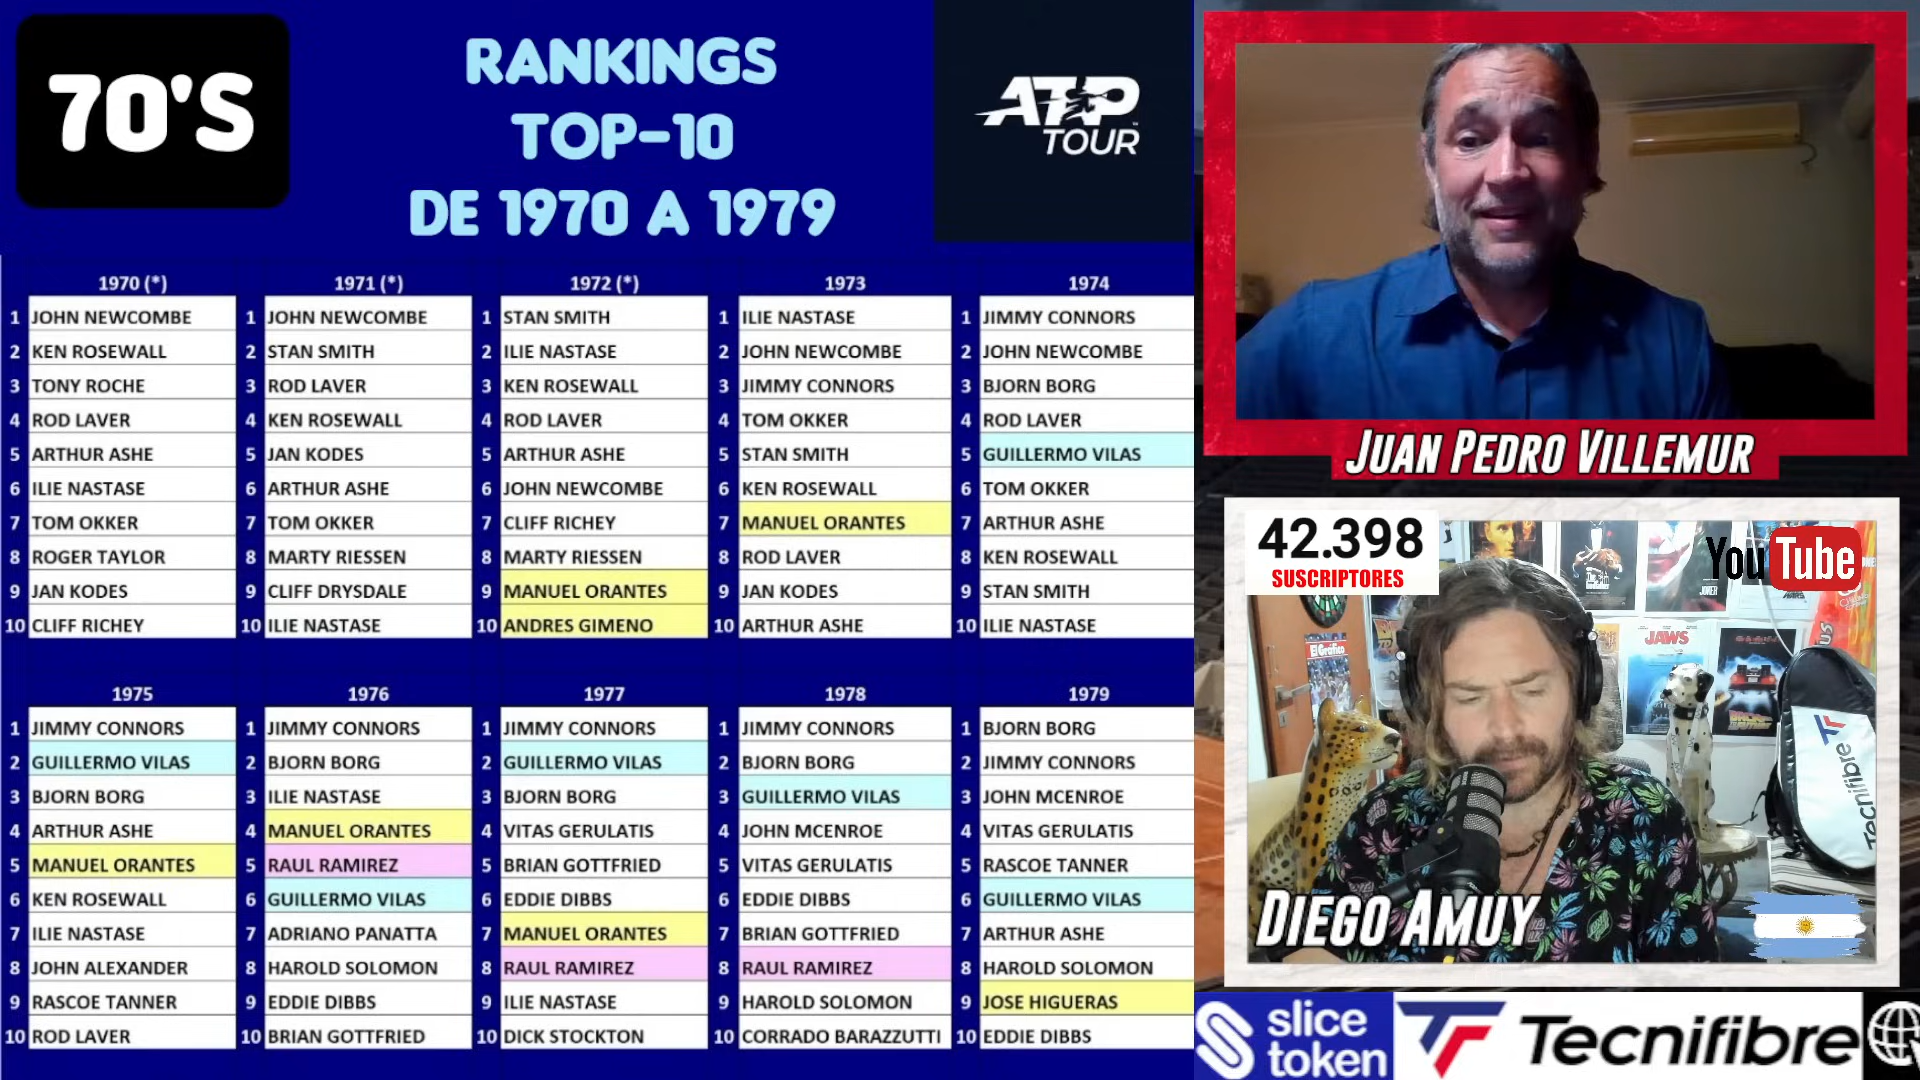 70'S
RANKINGS
TOP-10
DE 1970 A 1979
ATP
TOUR
1970 (*)
1 JOHN NEWCOMBE
2 KEN ROSEWALL
3 TONY ROCHE
4 ROD LAVER
5 ARTHUR ASHE
6 ILIE NASTASE
7 TOM OKKER
8 ROGER TAYLOR
9 JAN KODES
10 CLIFF RICHEY
1971 (*)
1 JOHN NEWCOMBE
2 STAN SMITH
3 ROD LAVER
4 KEN ROSEWALL
5 JAN KODES
6 ARTHUR ASHE
7 TOM OKKER
8 MARTY RIESSEN
9 CLIFF DRYSDALE
10 ILIE NASTASE
1972 (*)
1 STAN SMITH
2 ILIE NASTASE
3 KEN ROSEWALL
4 ROD LAVER
5 ARTHUR ASHE
6 JOHN NEWCOMBE
7 CLIFF RICHEY
8 MARTY RIESSEN
9 MANUEL ORANTES
10 ANDRES GIMENO
1973
1 ILIE NASTASE
2 JOHN NEWCOMBE
3 JIMMY CONNORS
4 TOM OKKER
5 STAN SMITH
6 KEN ROSEWALL
7 MANUEL ORANTES
8 ROD LAVER
9 JAN KODES
10 ARTHUR ASHE
1974
1 JIMMY CONNORS
2 JOHN NEWCOMBE
3 BJORN BORG
4 ROD LAVER
5 GUILLERMO VILAS
6 TOM OKKER
7 ARTHUR ASHE
8 KEN ROSEWALL
9 STAN SMITH
10 ILIE NASTASE
1975
1 JIMMY CONNORS
2 GUILLERMO VILAS
3 BJORN BORG
4 ARTHUR ASHE
5 MANUEL ORANTES
6 KEN ROSEWALL
7 ILIE NASTASE
8 JOHN ALEXANDER
9 RASCOE TANNER
10 ROD LAVER
1976
1 JIMMY CONNORS
2 BJORN BORG
3 ILIE NASTASE
4 MANUEL ORANTES
5 RAUL RAMIREZ
6 GUILLERMO VILAS
7 ADRIANO PANATTA
8 HAROLD SOLOMON
9 EDDIE DIBBS
10 BRIAN GOTTFRIED
1977
1 JIMMY CONNORS
2 GUILLERMO VILAS
3 BJORN BORG
4 VITAS GERULATIS
5 BRIAN GOTTFRIED
6 EDDIE DIBBS
7 MANUEL ORANTES
8 RAUL RAMIREZ
9 ILIE NASTASE
10 DICK STOCKTON
1978
1 JIMMY CONNORS
2 BJORN BORG
3 GUILLERMO VILAS
4 JOHN MCENROE
5 VITAS GERULATIS
6 EDDIE DIBBS
7 BRIAN GOTTFRIED
8 RAUL RAMIREZ
9 HAROLD SOLOMON
10 CORRADO BARAZZUTTI
1979
1 BJORN BORG
2 JIMMY CONNORS
3 JOHN MCENROE
4 VITAS GERULATIS
5 RASCOE TANNER
6 GUILLERMO VILAS
7 ARTHUR ASHE
8 HAROLD SOLOMON
9 JOSE HIGUERAS
10 EDDIE DIBBS
JUAN PEDRO VILLEMUR
42.398
SUSCRIPTORES
YouTube
JOKER
El Gráfico
JAWS
Tecnifibre
DIEGO AMUY
slice
token
Tecnifibre